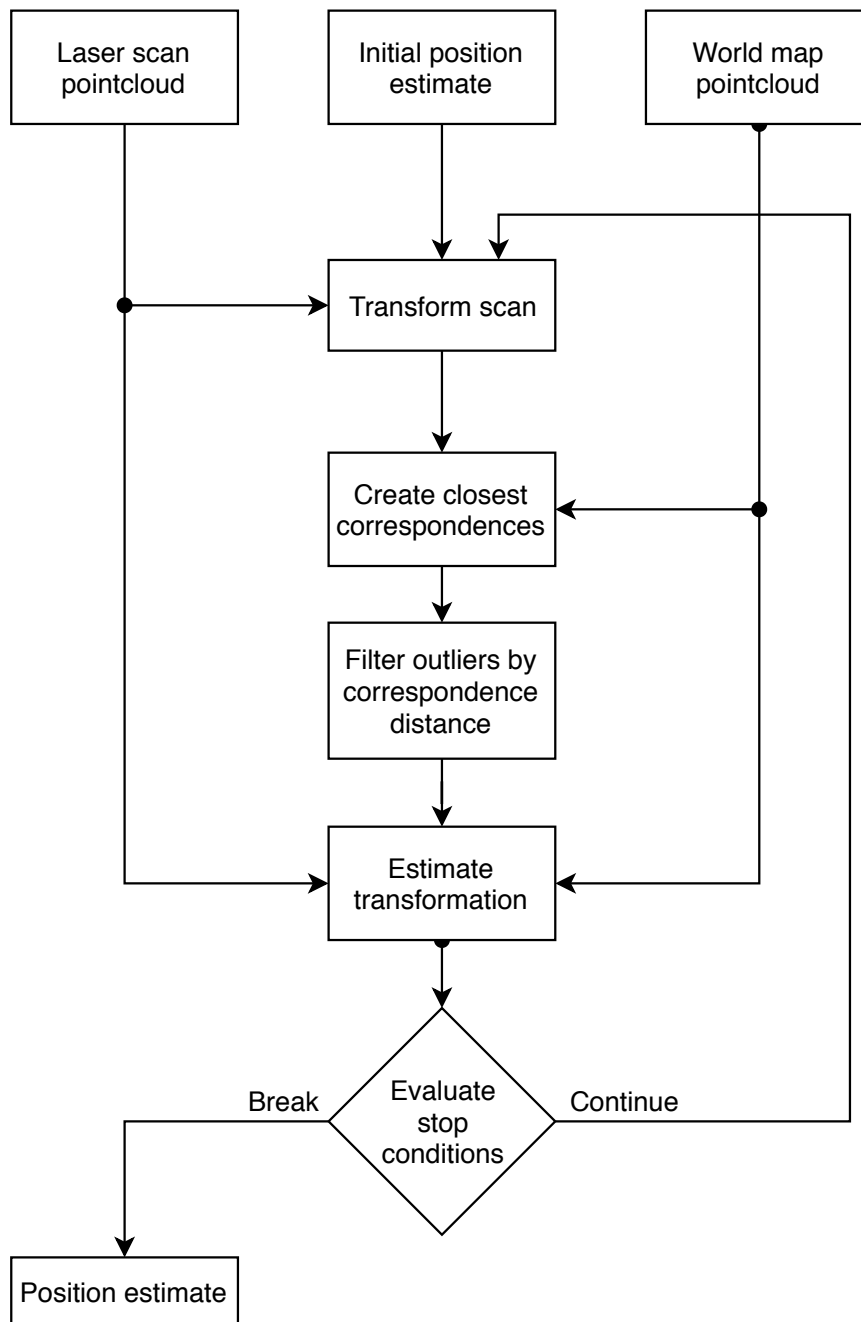 Laser scan
pointcloud
Initial position
estimate
World map
pointcloud
Transform scan
Create closest
correspondences
Filter outliers by
correspondence
distance
Estimate
transformation
Break
Evaluate
stop
conditions
Continue
Position estimate